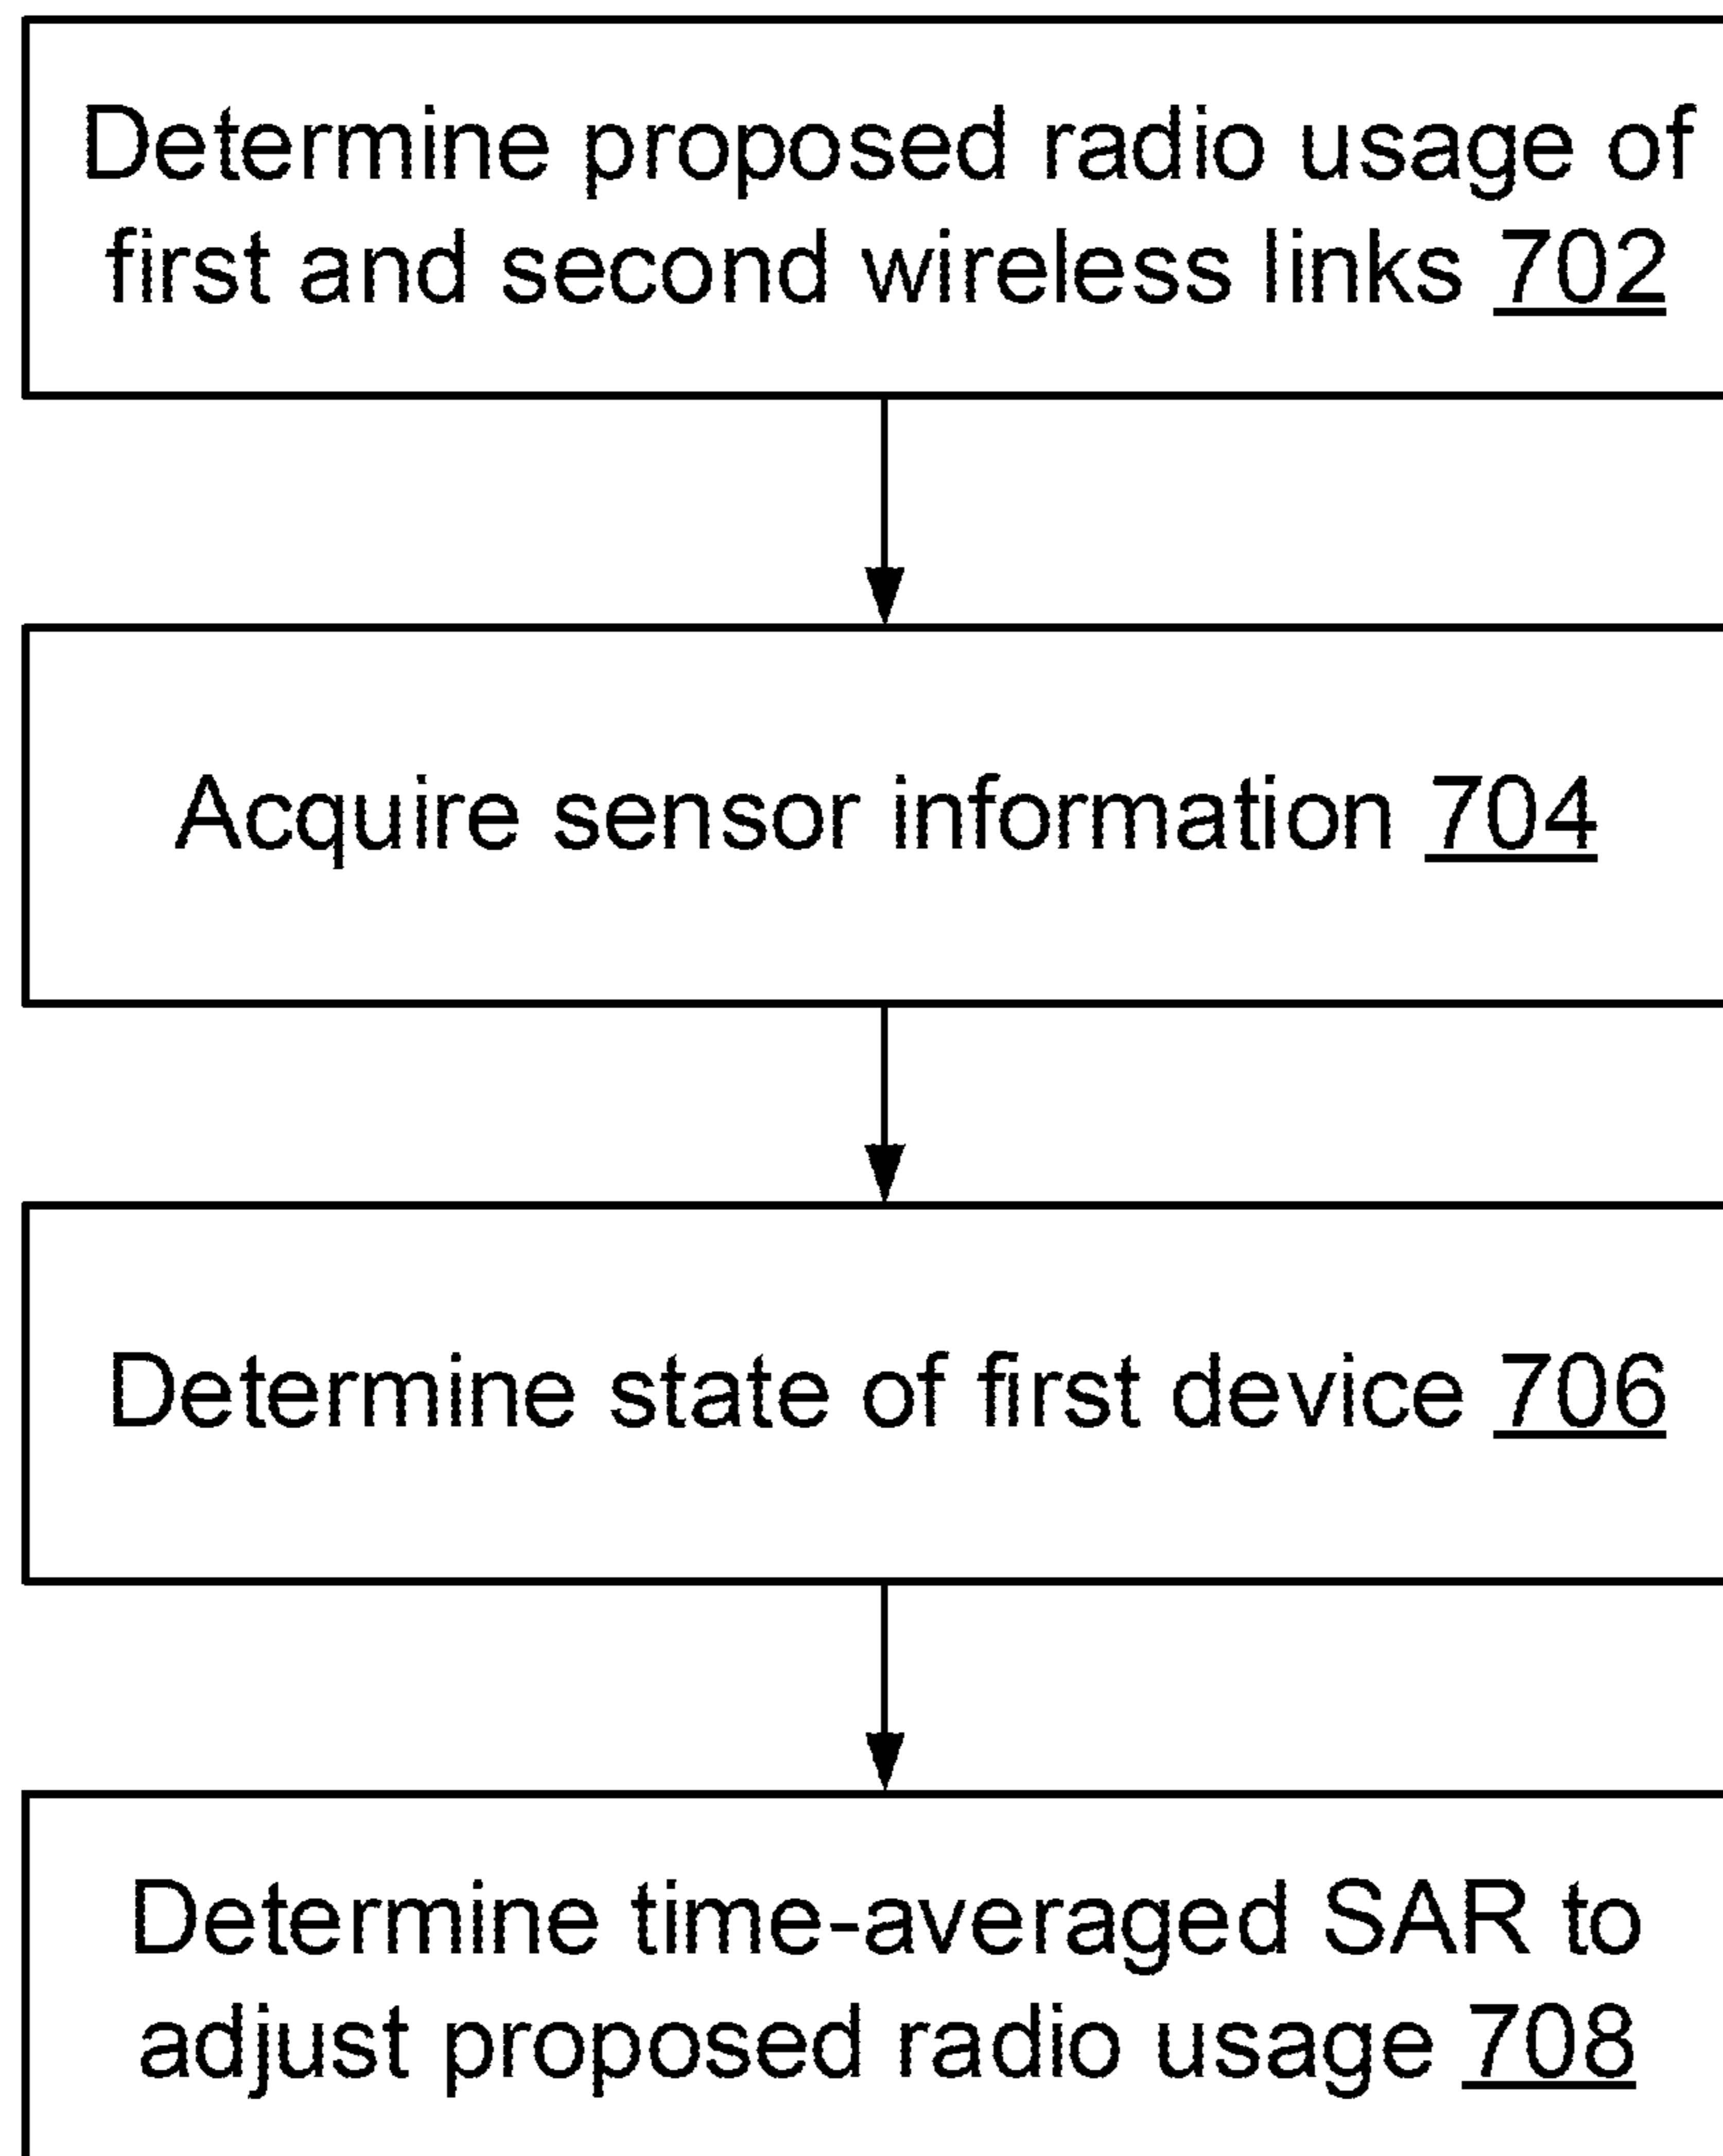 Determine proposed radio usage of
first and second wireless links 702
Acquire sensor information 704
Determine state of first device 706
Determine time-averaged SAR to
adjust proposed radio usage 708